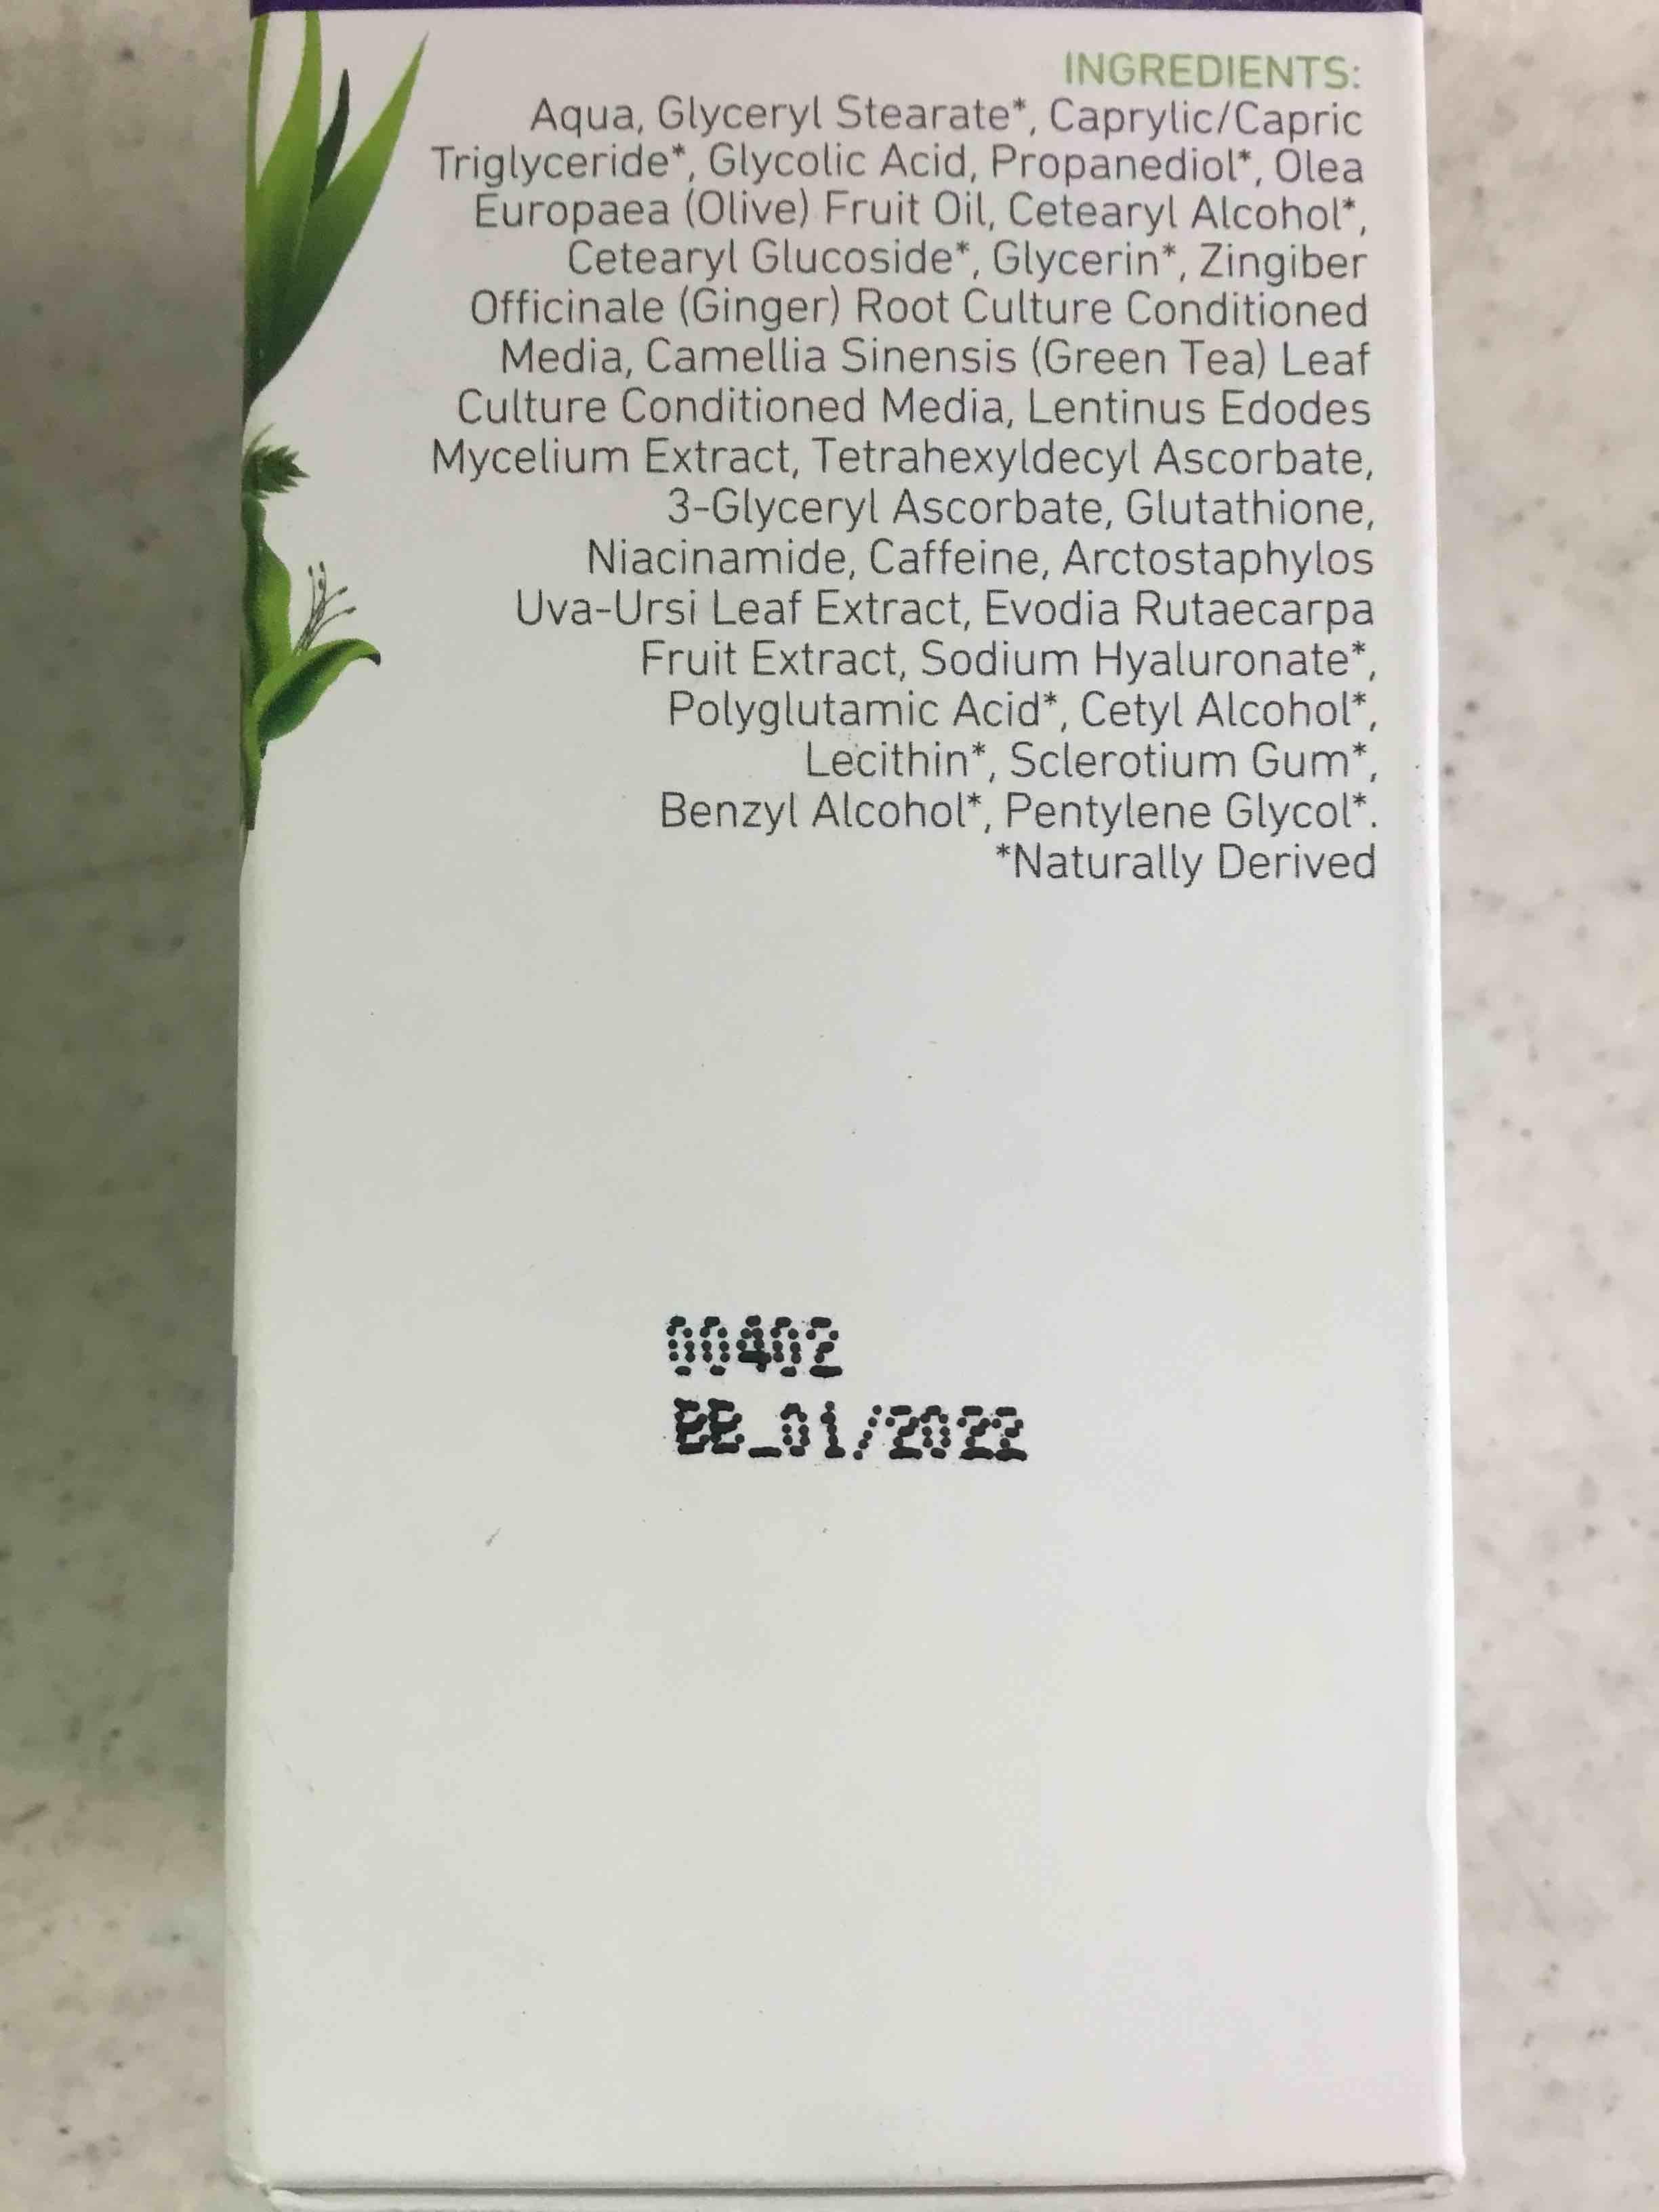 INGREDIENTS:
Aqua, Glyceryl Stearate*, Caprylic/Capric
Triglyceride*, Glycolic Acid, Propanediol*, Olea
Europaea (Olive) Fruit Oil, Cetearyl Alcohol*,
Cetearyl Glucoside*, Glycerin*, Zingiber
Officinale (Ginger) Root Culture Conditioned
Media, Camellia Sinensis (Green Tea) Leaf
Culture Conditioned Media, Lentinus Edodes
Mycelium Extract, Tetrahexyldecyl Ascorbate,
3-Glyceryl Ascorbate, Glutathione,
Niacinamide, Caffeine, Arctostaphylos
Uva-Ursi Leaf Extract, Evodia Rutaecarpa
Fruit Extract, Sodium Hyaluronate*,
Polyglutamic Acid*, Cetyl Alcohol*,
Lecithin*, Sclerotium Gum*,
Benzyl Alcohol*, Pentylene Glycol*.
*Naturally Derived
00402
BB_01/2022